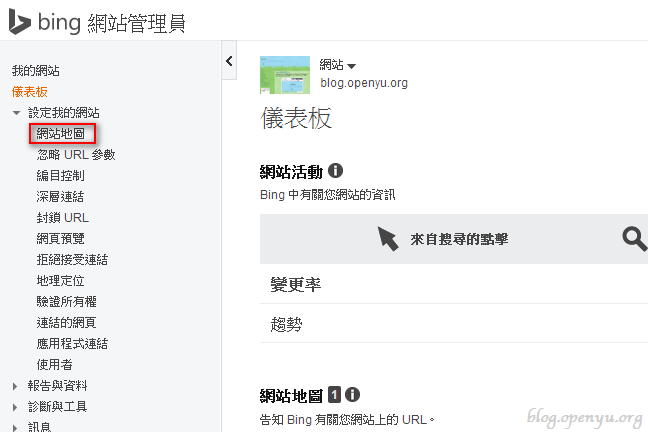 bing 網站管理員
我的網站
儀表板
設定我的網站
網站地圖
忽略 URL 參數
編目控制
深層連結
封鎖 URL
網頁預覽
拒絕接受連結
地理定位
驗證所有權
連結的網頁
應用程式連結
使用者
報告與資料
診斷與工具
訊息
網站
blog.openyu.org
儀表板
網站活動
Bing 中有關您網站的資訊
來自搜尋的點擊
變更率
趨勢
網站地圖 1
告知 Bing 有關您網站上的 URL。
blog.openyu.org